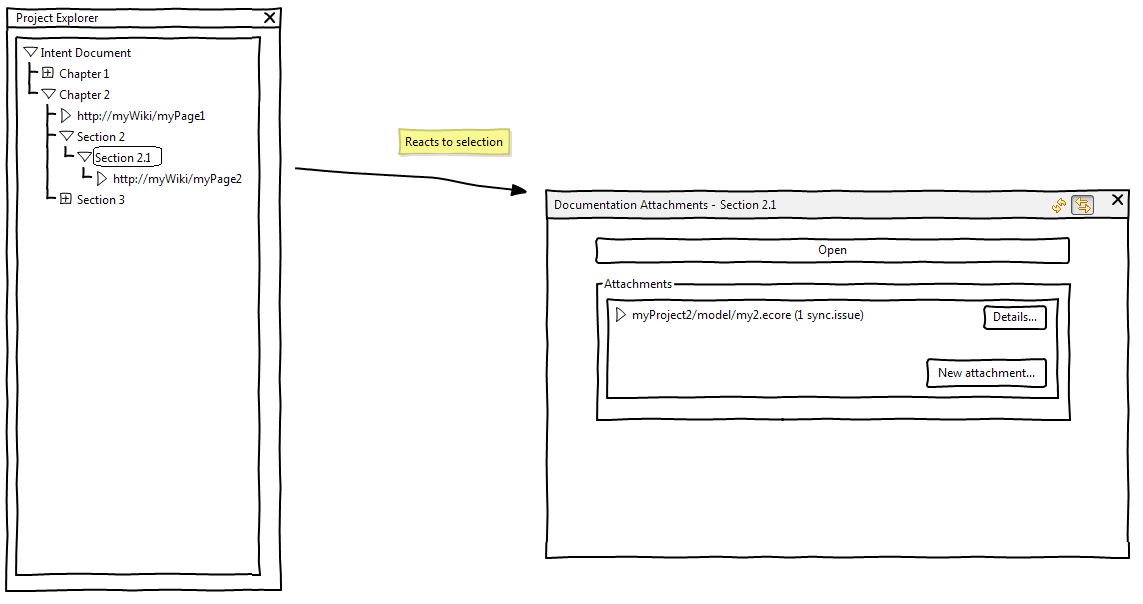 Project Explorer
Intent Document
Chapter 1
Chapter 2
http://myWiki/myPage1
Section 2
Section 2.1
http://myWiki/myPage2
Section 3
Reacts to selection
Documentation Attachments - Section 2.1
Open
Attachments
myProject2/model/my2.ecore (1 sync.issue)
Details...
New attachment...